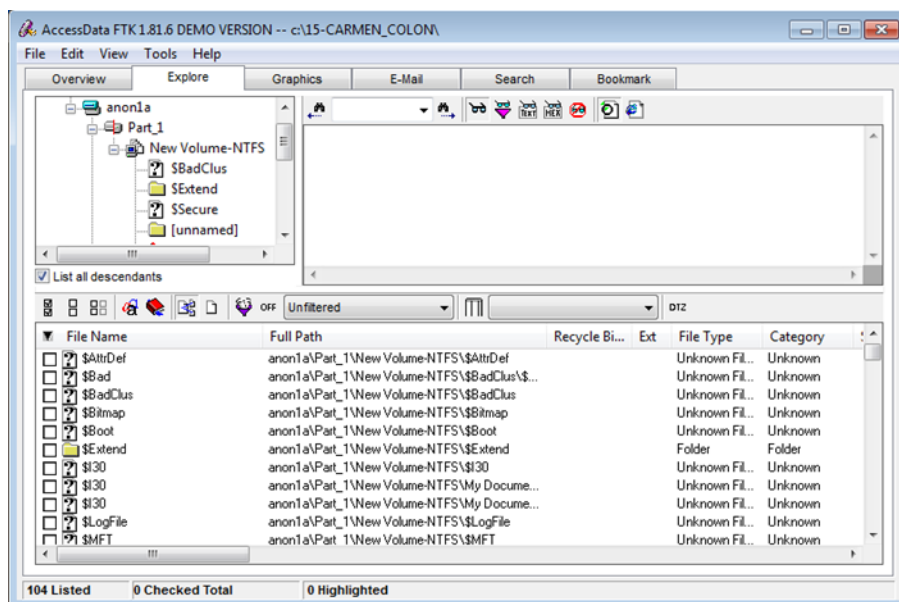 AccessData FTK 1.81.6 DEMO VERSION -- c:\15-CARMEN_COLON\
File Edit View Tools Help
Overview Explore Graphics E-Mail Search Bookmark
anon1a
Part_1
New Volume-NTFS
$BadClus
$Extend
$Secure
[unnamed]
List all descendants
TEXT HEX
OFF Unfiltered DTZ
File Name Full Path Recycle Bi... Ext File Type Category
$AttrDef anon1a\Part_1\New Volume-NTFS\$AttrDef Unknown Fil... Unknown
$Bad anon1a\Part_1\New Volume-NTFS\$BadClus\$... Unknown Fil... Unknown
$BadClus anon1a\Part_1\New Volume-NTFS\$BadClus Unknown Fil... Unknown
$Bitmap anon1a\Part_1\New Volume-NTFS\$Bitmap Unknown Fil... Unknown
$Boot anon1a\Part_1\New Volume-NTFS\$Boot Unknown Fil... Unknown
$Extend anon1a\Part_1\New Volume-NTFS\$Extend Folder Folder
$I30 anon1a\Part_1\New Volume-NTFS\$I30 Unknown Fil... Unknown
$I30 anon1a\Part_1\New Volume-NTFS\My Docume... Unknown Fil... Unknown
$I30 anon1a\Part_1\New Volume-NTFS\My Docume... Unknown Fil... Unknown
$LogFile anon1a\Part_1\New Volume-NTFS\$LogFile Unknown Fil... Unknown
$MFT anon1a\Part_1\New Volume-NTFS\$MFT Unknown Fil... Unknown
104 Listed 0 Checked Total 0 Highlighted